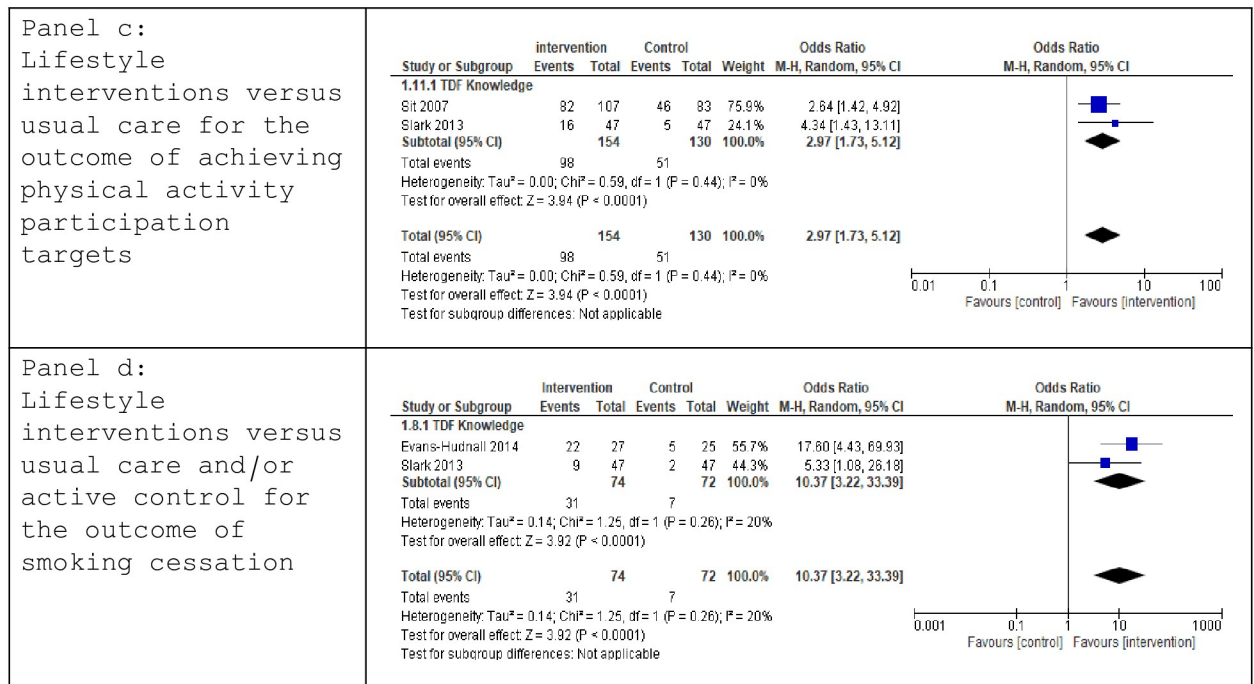 Panel c:
Lifestyle
interventions versus
usual care for the
outcome of achieving
physical activity
participation
targets
intervention Control Odds Ratio Odds Ratio
Study or Subgroup Events Total Events Total Weight M-H, Random, 95% CI M-H, Random, 95% CI
1.11.1 TDF Knowledge
Sit 2007 82 107 46 83 75.9% 2.64 [1.42, 4.92]
Slark 2013 16 47 5 47 24.1% 4.34 [1.43, 13.11]
Subtotal (95% CI) 154 130 100.0% 2.97 [1.73, 5.12]
Total events 98 51
Heterogeneity: Tau² = 0.00; Chi² = 0.59, df = 1 (P = 0.44); I² = 0%
Test for overall effect: Z = 3.94 (P < 0.0001)
Total (95% CI) 154 130 100.0% 2.97 [1.73, 5.12]
Total events 98 51
Heterogeneity: Tau² = 0.00; Chi² = 0.59, df = 1 (P = 0.44); I² = 0%
Test for overall effect: Z = 3.94 (P < 0.0001)
Test for subgroup differences: Not applicable
0.01 0.1 1 10 100
Favours [control] Favours [intervention]
Panel d:
Lifestyle
interventions versus
usual care and/or
active control for
the outcome of
smoking cessation
Intervention Control Odds Ratio Odds Ratio
Study or Subgroup Events Total Events Total Weight M-H, Random, 95% CI M-H, Random, 95% CI
1.8.1 TDF Knowledge
Evans-Hudnall 2014 22 27 5 25 55.7% 17.60 [4.43, 69.93]
Slark 2013 9 47 2 47 44.3% 5.33 [1.08, 26.18]
Subtotal (95% CI) 74 72 100.0% 10.37 [3.22, 33.39]
Total events 31 7
Heterogeneity: Tau² = 0.14; Chi² = 1.25, df = 1 (P = 0.26); I² = 20%
Test for overall effect: Z = 3.92 (P < 0.0001)
Total (95% CI) 74 72 100.0% 10.37 [3.22, 33.39]
Total events 31 7
Heterogeneity: Tau² = 0.14; Chi² = 1.25, df = 1 (P = 0.26); I² = 20%
Test for overall effect: Z = 3.92 (P < 0.0001)
Test for subgroup differences: Not applicable
0.001 0.1 1 10 1000
Favours [control] Favours [intervention]